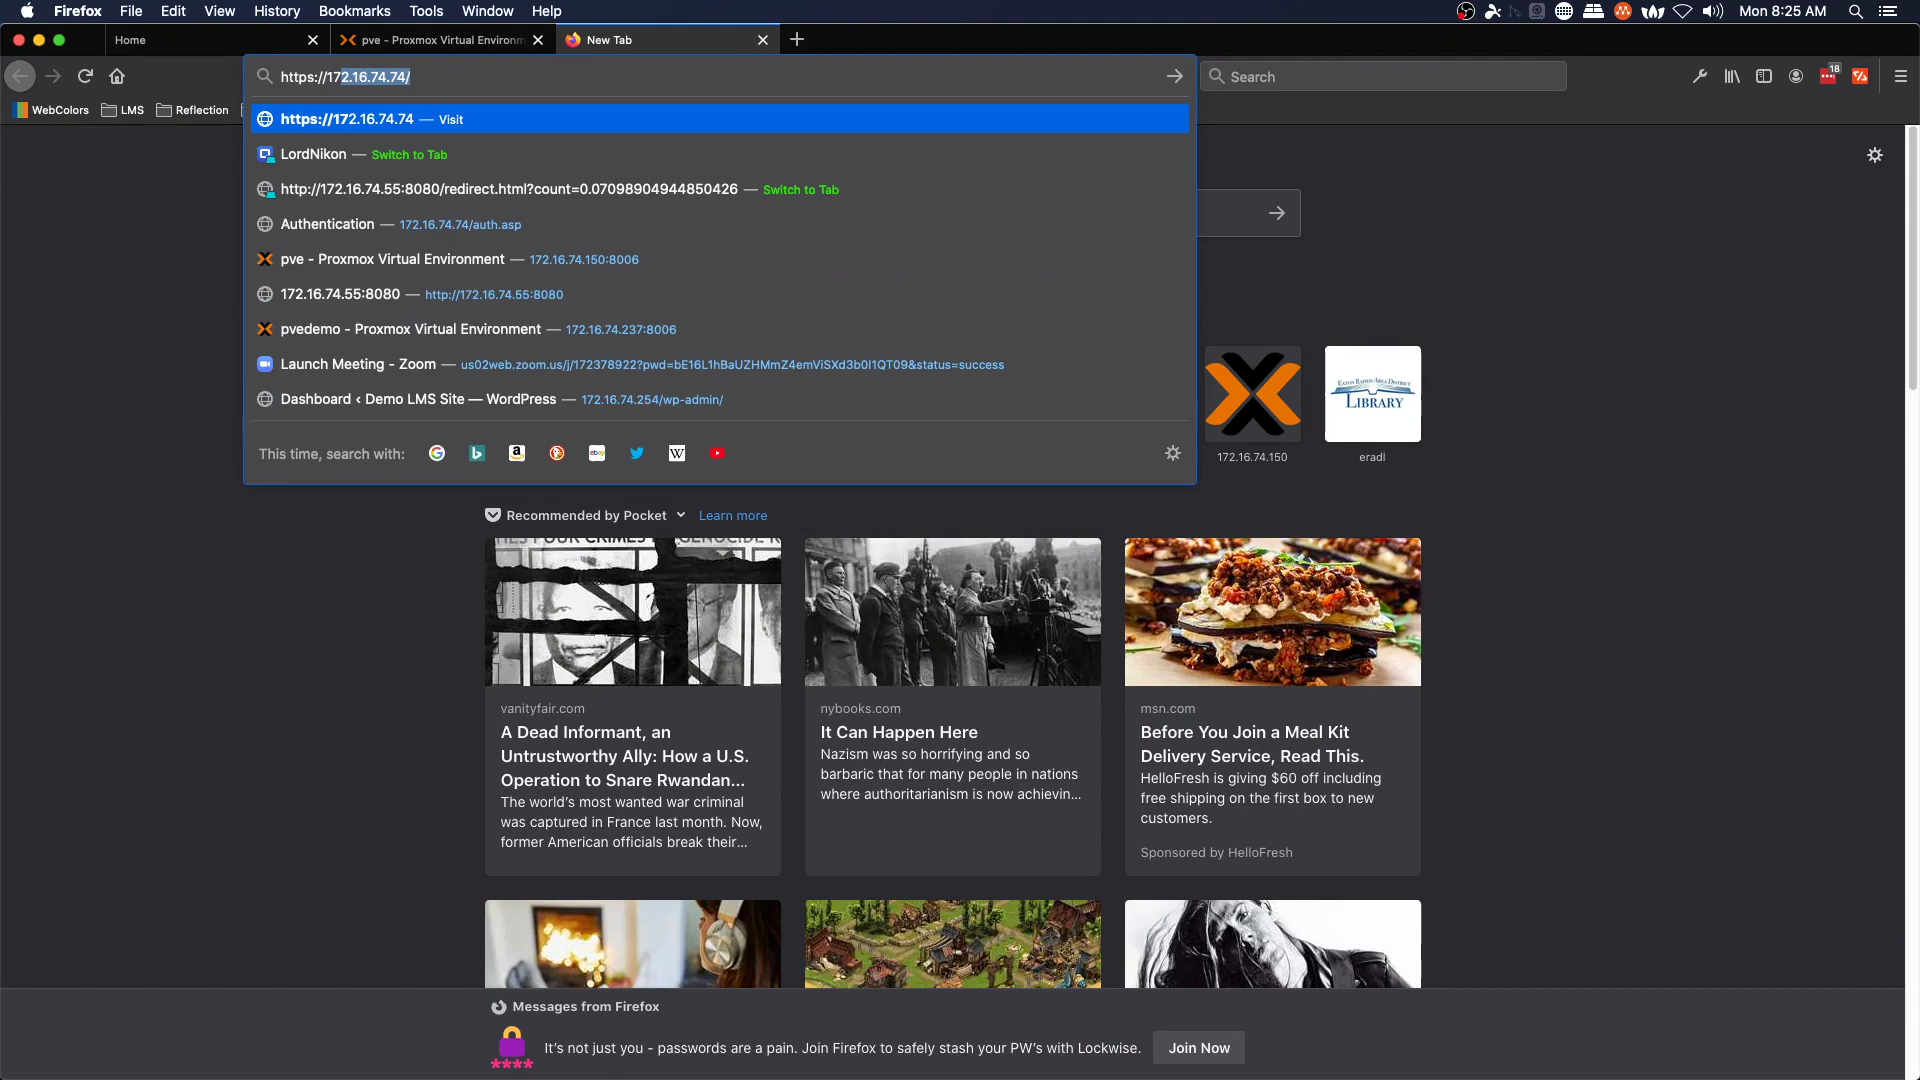 Firefox File Edit View History Bookmarks Tools Window Help
Mon 8:25 AM
Home
pve - Proxmox Virtual Environm
New Tab
https://172.16.74.74/
Search
18
WebColors LMS Reflection
https://172.16.74.74 — Visit
LordNikon — Switch to Tab
http://172.16.74.55:8080/redirect.html?count=0.07098904944850426 — Switch to Tab
Authentication — 172.16.74.74/auth.asp
pve - Proxmox Virtual Environment — 172.16.74.150:8006
172.16.74.55:8080 — http://172.16.74.55:8080
pvedemo - Proxmox Virtual Environment — 172.16.74.237:8006
Launch Meeting - Zoom — us02web.zoom.us/j/172378922?pwd=bE16L1hBaUZHMmZ4emViSXd3b0I1QT09&status=success
Dashboard ‹ Demo LMS Site — WordPress — 172.16.74.254/wp-admin/
This time, search with:
b
a
ebay
W
EATON RAPIDS AREA DISTRICT
LIBRARY
172.16.74.150
eradl
Recommended by Pocket
Learn more
vanityfair.com
A Dead Informant, an
Untrustworthy Ally: How a U.S.
Operation to Snare Rwandan...
The world's most wanted war criminal
was captured in France last month. Now,
former American officials break their...
nybooks.com
It Can Happen Here
Nazism was so horrifying and so
barbaric that for many people in nations
where authoritarianism is now achievin...
msn.com
Before You Join a Meal Kit
Delivery Service, Read This.
HelloFresh is giving $60 off including
free shipping on the first box to new
customers.
Sponsored by HelloFresh
Messages from Firefox
****
It's not just you - passwords are a pain. Join Firefox to safely stash your PW's with Lockwise.
Join Now